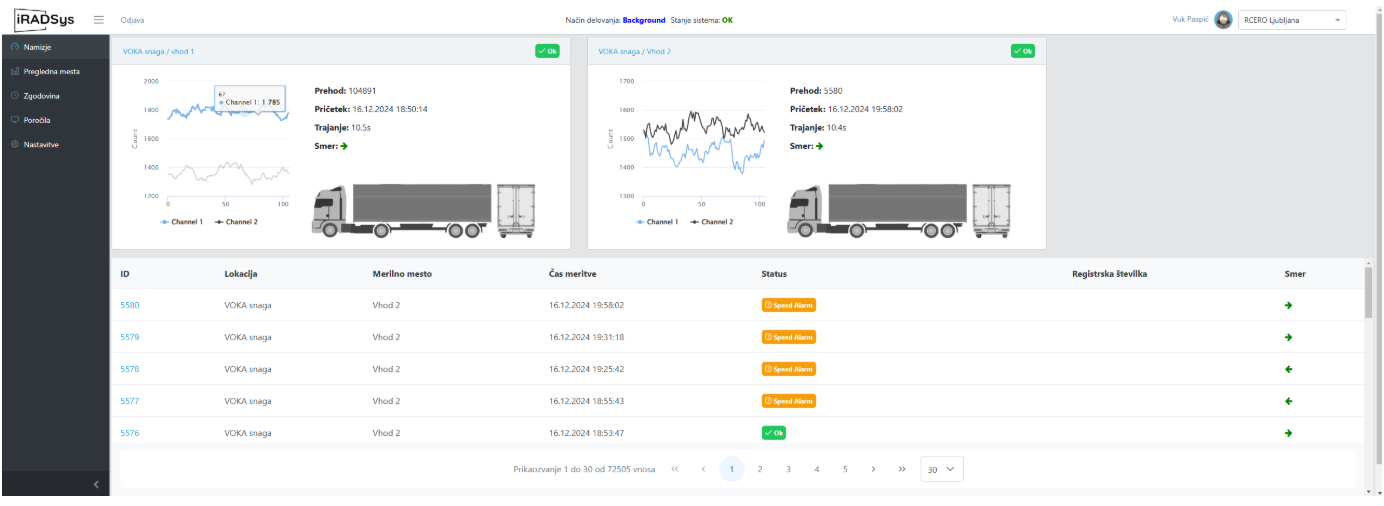 iRADSys
Odjava
Način delovanja: Background Stanje sistema: OK
Vuk Paapić
RCERO Ljubljana
Namizje
Pregledna mesta
Zgodovina
Poročila
Nastavitve
VOKA snaga / vhod 1
Ok
2000
1800
1600
1400
1200
Count
0 50 100
67
Channel 1: 1 785
Channel 1 Channel 2
Prehod: 104891
Pričetek: 16.12.2024 18:50:14
Trajanje: 10.5s
Smer: →
VOKA snaga / Vhod 2
Ok
1700
1600
1500
1400
1300
Count
0 50 100
Channel 1 Channel 2
Prehod: 5580
Pričetek: 16.12.2024 19:58:02
Trajanje: 10.4s
Smer: →
ID Lokacija Merilno mesto Čas meritve Status Registrska številka Smer
5580 VOKA snaga Vhod 2 16.12.2024 19:58:02 Speed Alarm →
5579 VOKA snaga Vhod 2 16.12.2024 19:31:18 Speed Alarm →
5578 VOKA snaga Vhod 2 16.12.2024 19:25:42 Speed Alarm ←
5577 VOKA snaga Vhod 2 16.12.2024 18:55:43 Speed Alarm ←
5576 VOKA snaga Vhod 2 16.12.2024 18:53:47 Ok →
Prikaozvanje 1 do 30 od 72505 vnosa « ‹ 1 2 3 4 5 › » 30